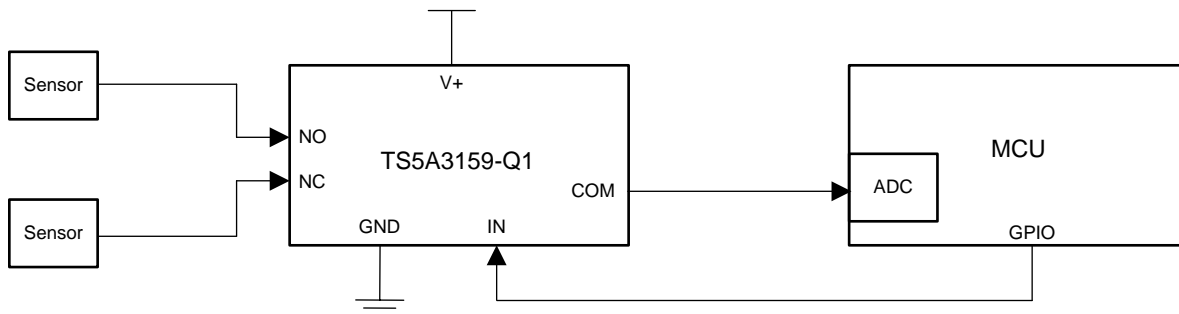 Sensor
V+
NO
TS5A3159-Q1
MCU
NC
COM
ADC
Sensor
GND
IN
GPIO